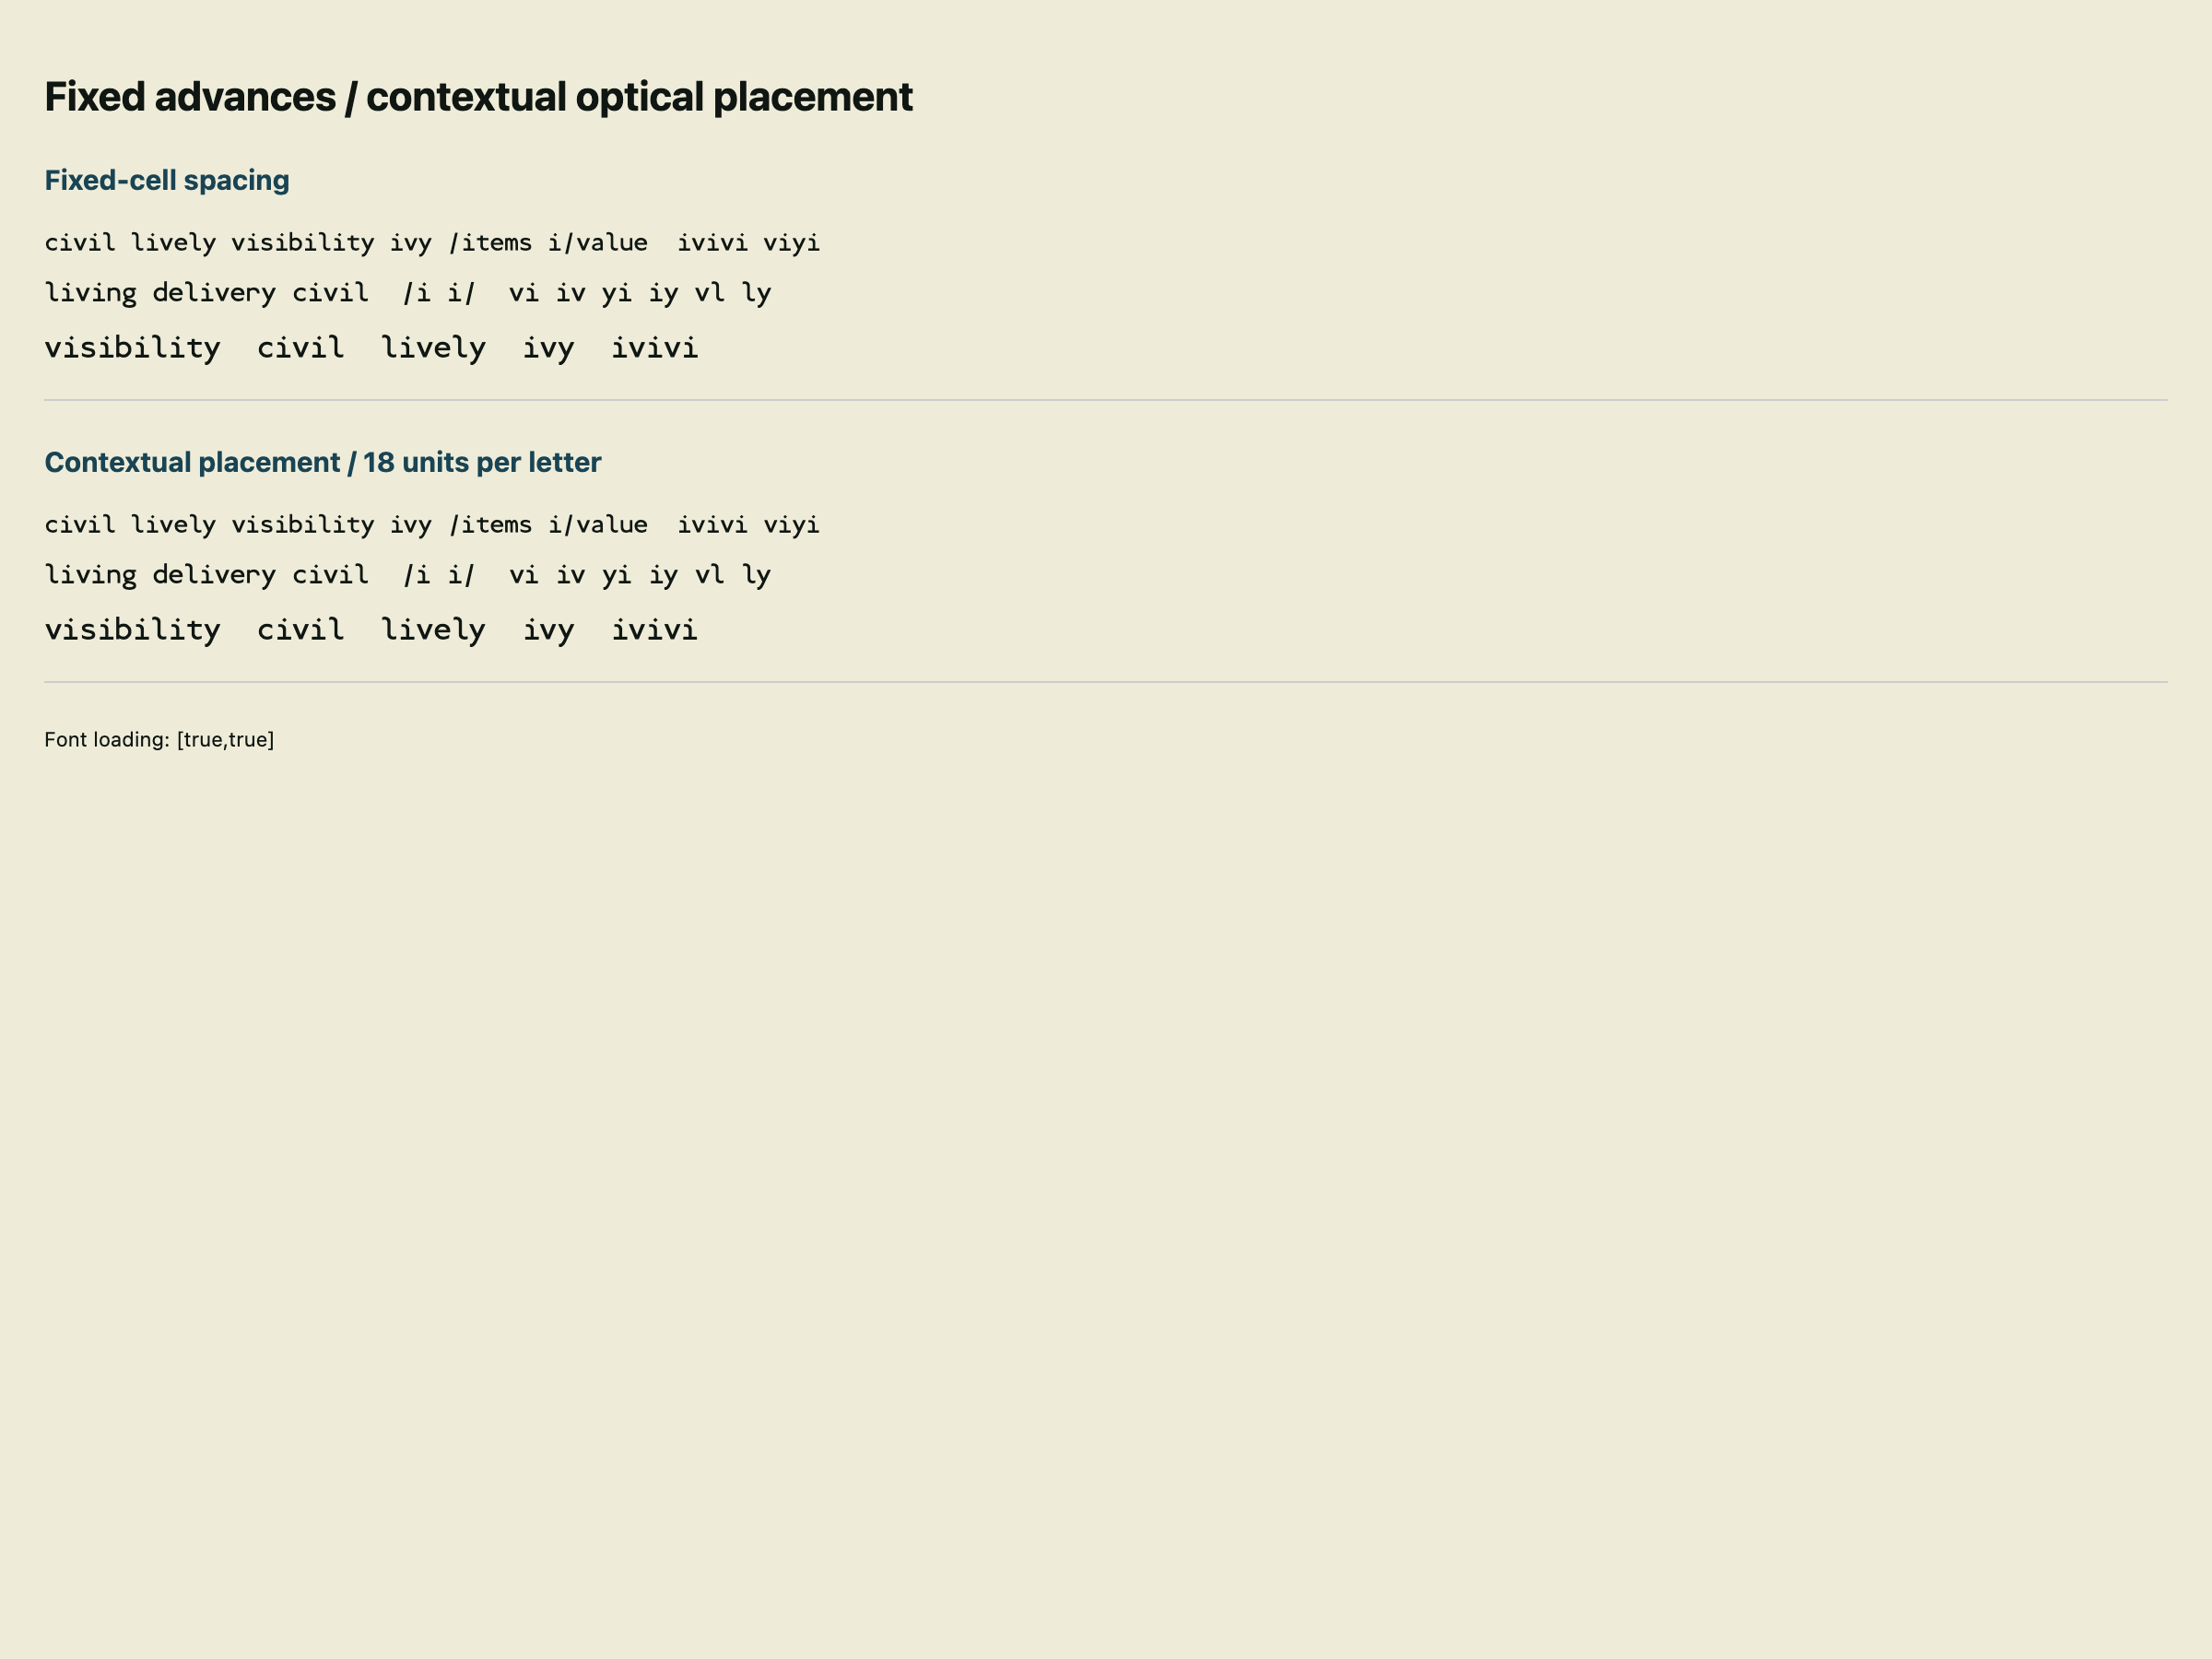 Fixed advances / contextual optical placement
Fixed-cell spacing
civil lively visibility ivy /items i/value  ivivi viyi
living delivery civil  /i i/  vi iv yi iy vl ly
visibility  civil  lively  ivy  ivivi
Contextual placement / 18 units per letter
civil lively visibility ivy /items i/value  ivivi viyi
living delivery civil  /i i/  vi iv yi iy vl ly
visibility  civil  lively  ivy  ivivi
Font loading: [true,true]